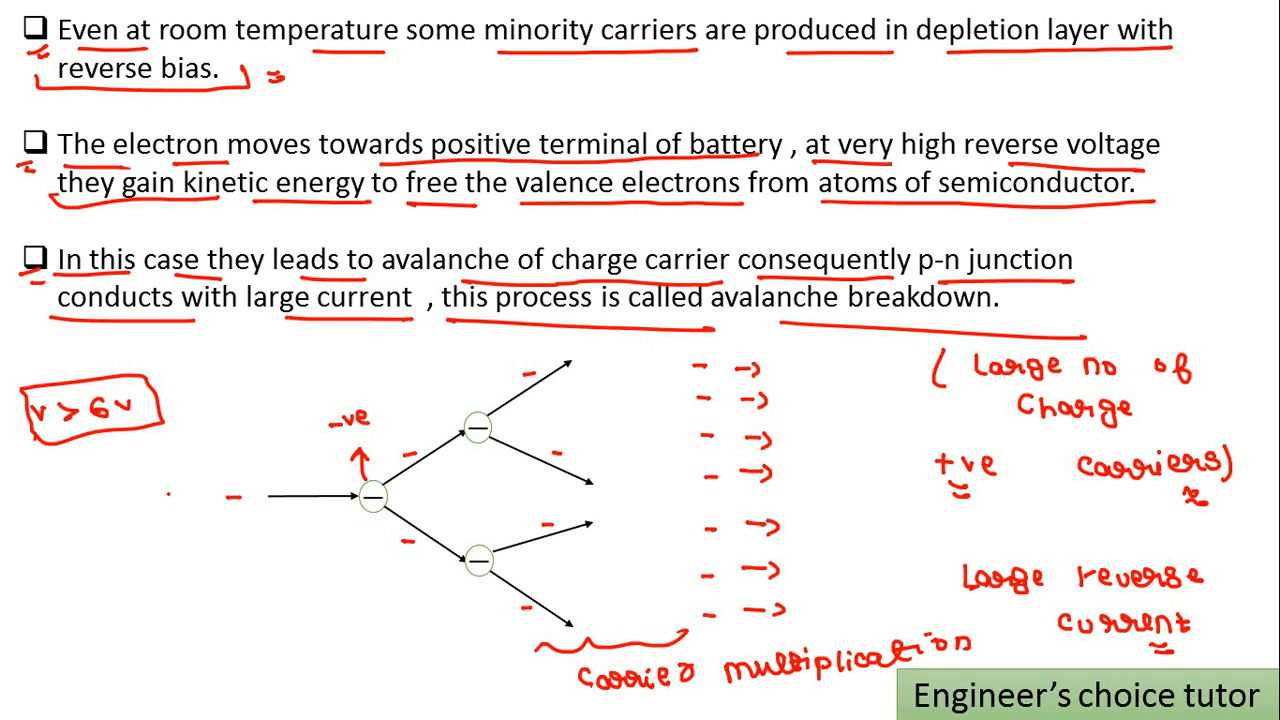 Even at room temperature some minority carriers are produced in depletion layer with
reverse bias.
The electron moves towards positive terminal of battery , at very high reverse voltage
they gain kinetic energy to free the valence electrons from atoms of semiconductor.
In this case they leads to avalanche of charge carrier consequently p-n junction
conducts with large current , this process is called avalanche breakdown.
v > 6v
-ve
( Large no of
Charge
+ve carriers)
Large reverse
current
carrier multiplication
Engineer's choice tutor